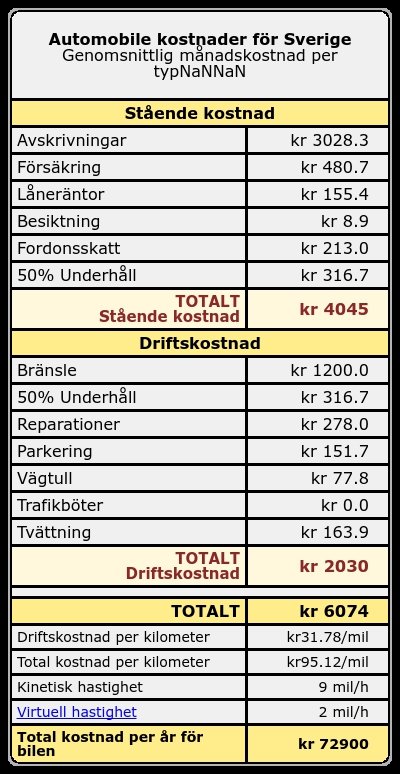 Automobile kostnader för Sverige
Genomsnittlig månadskostnad per
typNaNNaN
Stående kostnad
Avskrivningar kr 3028.3
Försäkring kr 480.7
Låneräntor kr 155.4
Besiktning kr 8.9
Fordonsskatt kr 213.0
50% Underhåll kr 316.7
TOTALT
Stående kostnad kr 4045
Driftskostnad
Bränsle kr 1200.0
50% Underhåll kr 316.7
Reparationer kr 278.0
Parkering kr 151.7
Vägtull kr 77.8
Trafikböter kr 0.0
Tvättning kr 163.9
TOTALT
Driftskostnad kr 2030
TOTALT kr 6074
Driftskostnad per kilometer kr31.78/mil
Total kostnad per kilometer kr95.12/mil
Kinetisk hastighet 9 mil/h
Virtuell hastighet 2 mil/h
Total kostnad per år för
bilen kr 72900